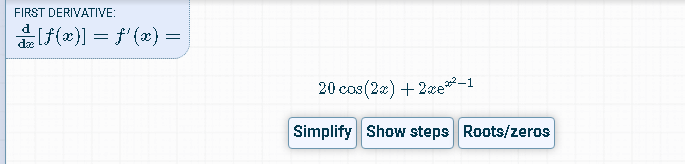 FIRST DERIVATIVE:
d/dx [f(x)] = f′(x) =
20 cos(2x) + 2xe^(x²−1)
Simplify Show steps Roots/zeros